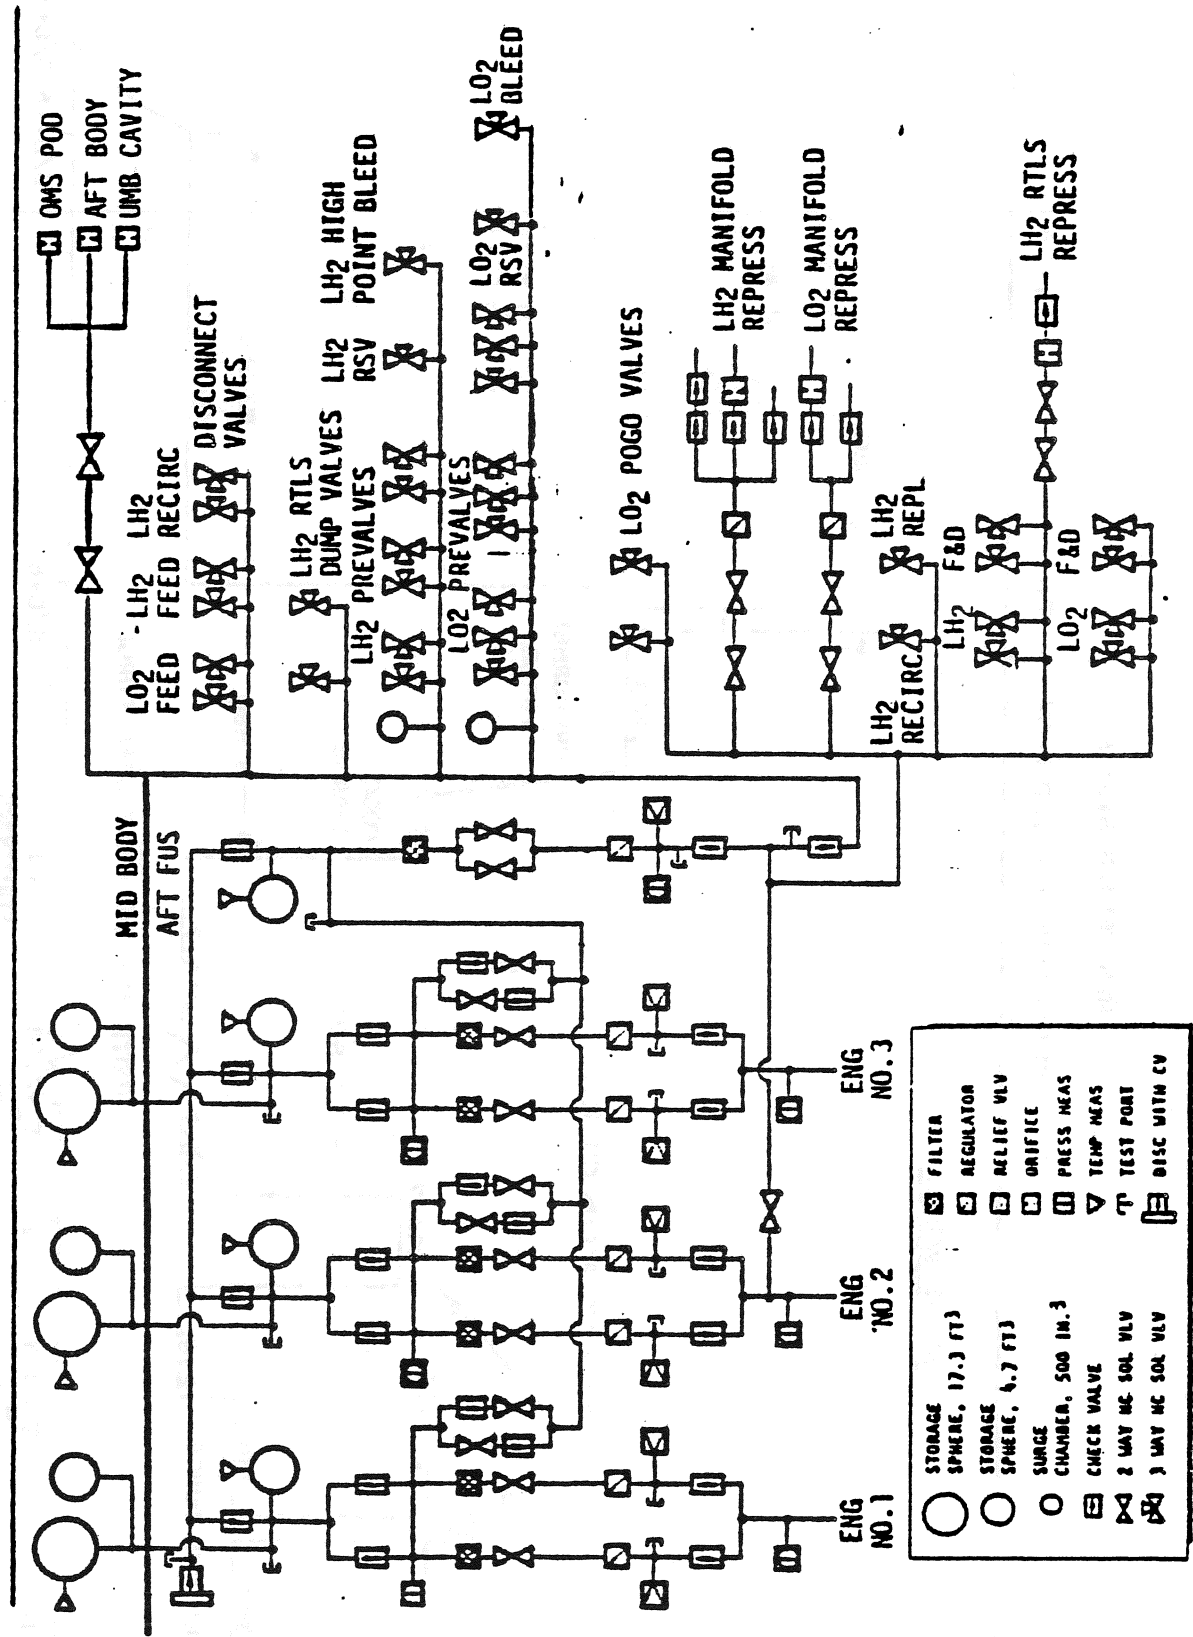 OMS POD
AFT BODY
UMB CAVITY
MID BODY
AFT FUS
LO2
FEED
LH2
FEED
LH2
RECIRC
DISCONNECT
VALVES
LH2 RTLS
DUMP VALVES
LH2 PREVALVES
LH2
RSV
LH2 HIGH
POINT BLEED
LO2 PREVALVES
LO2
RSV
LO2
BLEED
LO2 POGO VALVES
LH2 MANIFOLD
REPRESS
LO2 MANIFOLD
REPRESS
LH2
RECIRC
LH2
REPL
LH2 F&D
LH2 RTLS
REPRESS
LO2 F&D
ENG
NO.1
ENG
NO.2
ENG
NO.3
STORAGE
SPHERE, 17.3 FT3
STORAGE
SPHERE, 4.7 FT3
SURGE
CHAMBER, 500 IN.3
CHECK VALVE
2 WAY NC SOL VLV
3 WAY NC SOL VLV
FILTER
REGULATOR
RELIEF VLV
ORIFICE
PRESS MEAS
TEMP MEAS
TEST PORT
DISC WITH CV